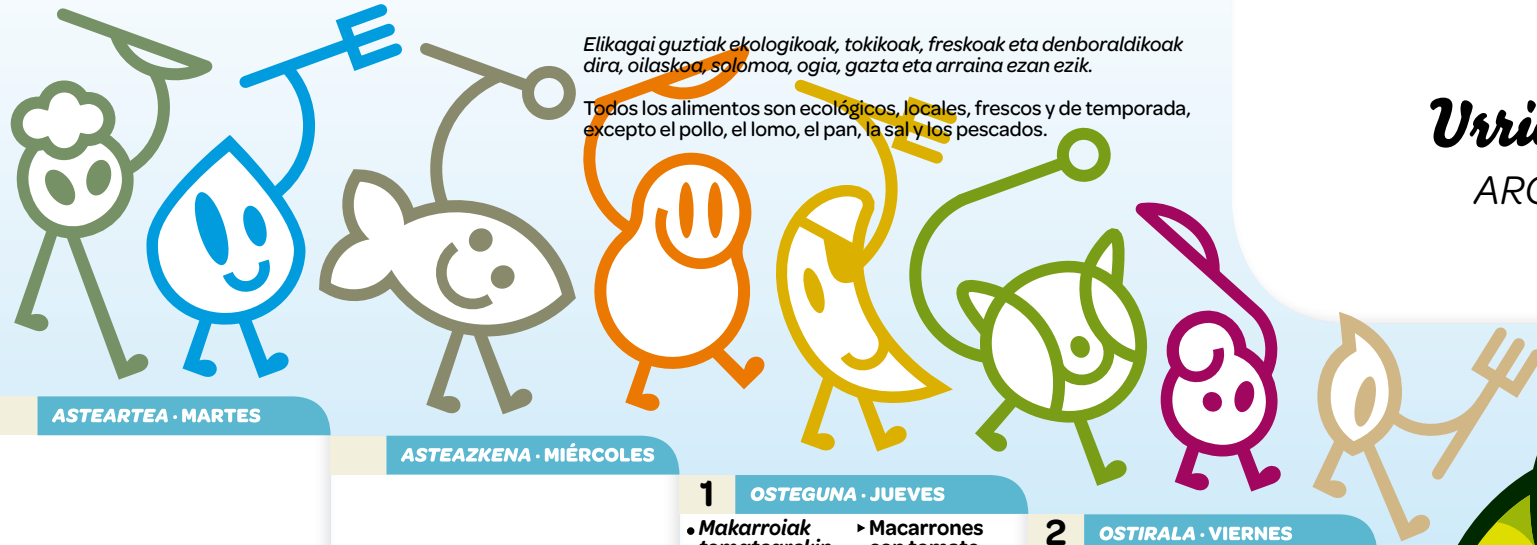 Elikagai guztiak ekologikoak, tokikoak, freskoak eta denboraldikoak
dira, oilaskoa, solomoa, ogia, gazta eta arraina ezan ezik.
Todos los alimentos son ecológicos, locales, frescos y de temporada,
excepto el pollo, el lomo, el pan, la sal y los pescados.
ASTEARTEA · MARTES
ASTEAZKENA · MIÉRCOLES
1 OSTEGUNA · JUEVES
• Makarroiak ▸ Macarrones
2 OSTIRALA · VIERNES